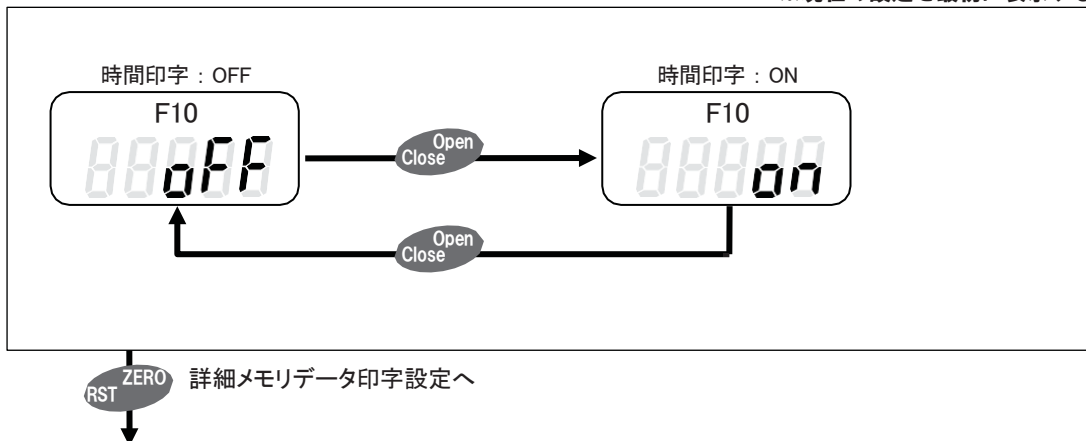 時間印字 : OFF
時間印字 : ON
F10
F10
oFF
on
Open
Close
Open
Close
ZERO
RST
詳細メモリデータ印字設定へ